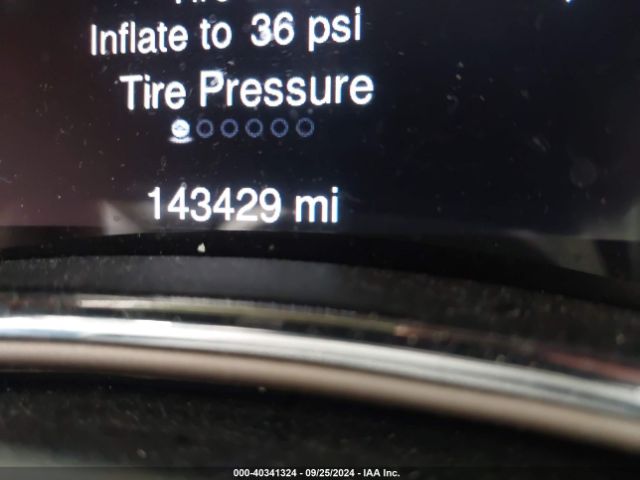 Inflate to 36 psi
Tire Pressure
143429 mi
000-40341324 - 09/25/2024 - IAA Inc.